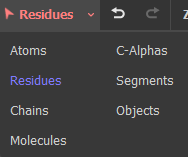 Residues
Atoms C-Alphas
Residues Segments
Chains Objects
Molecules